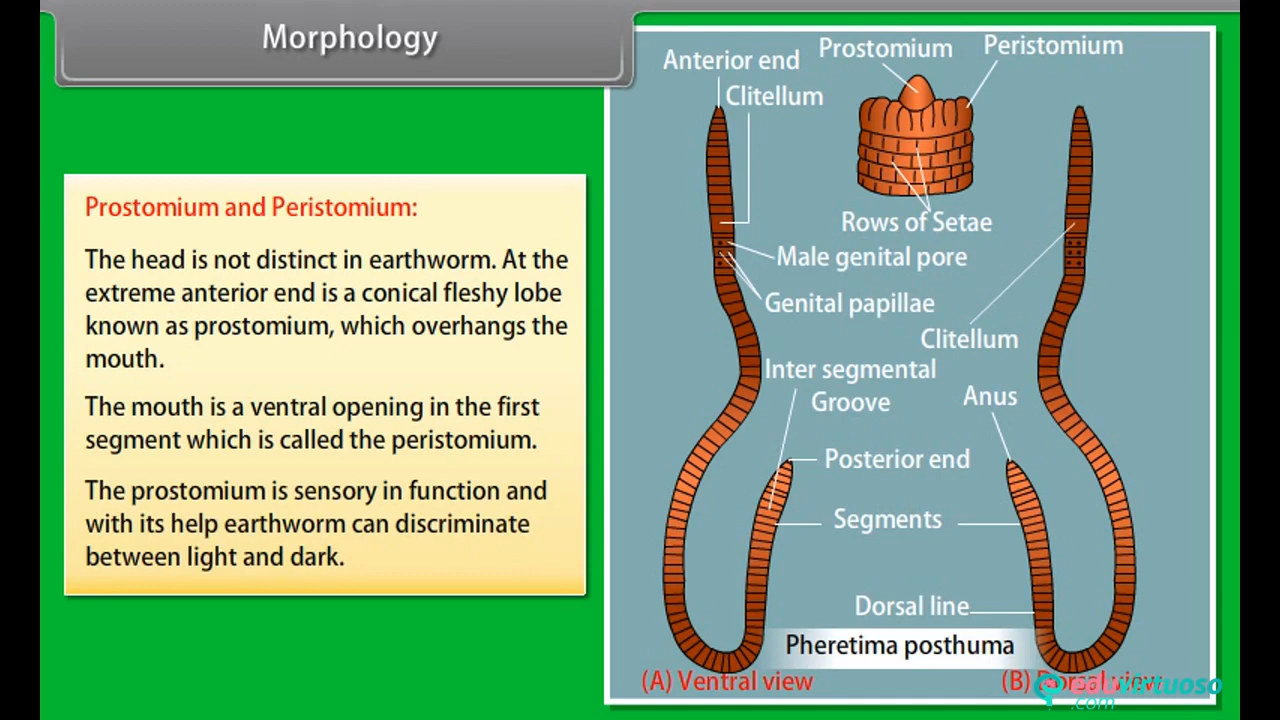 Morphology
Prostomium and Peristomium:
The head is not distinct in earthworm. At the
extreme anterior end is a conical fleshy lobe
known as prostomium, which overhangs the
mouth.
The mouth is a ventral opening in the first
segment which is called the peristomium.
The prostomium is sensory in function and
with its help earthworm can discriminate
between light and dark.
Anterior end
Prostomium
Peristomium
Clitellum
Rows of Setae
Male genital pore
Genital papillae
Clitellum
Inter segmental
Groove
Anus
Posterior end
Segments
Dorsal line
Pheretima posthuma
(A) Ventral view
(B) Dorsal view
eduvirtuoso
.com